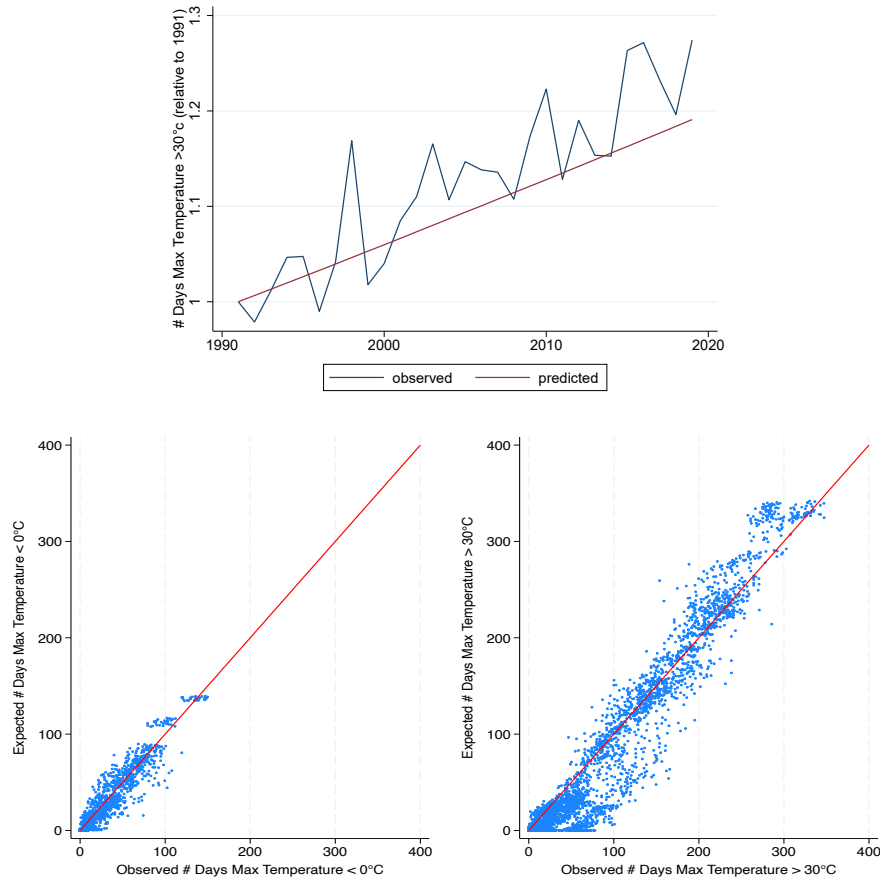 # Days Max Temperature >30°c (relative to 1991)
1.3
1.2
1.1
1
1990 2000 2010 2020
observed predicted
Expected # Days Max Temperature < 0°C
400
300
200
100
0
0 100 200 300 400
Observed # Days Max Temperature < 0°C
Expected # Days Max Temperature > 30°C
400
300
200
100
0
0 100 200 300 400
Observed # Days Max Temperature > 30°C